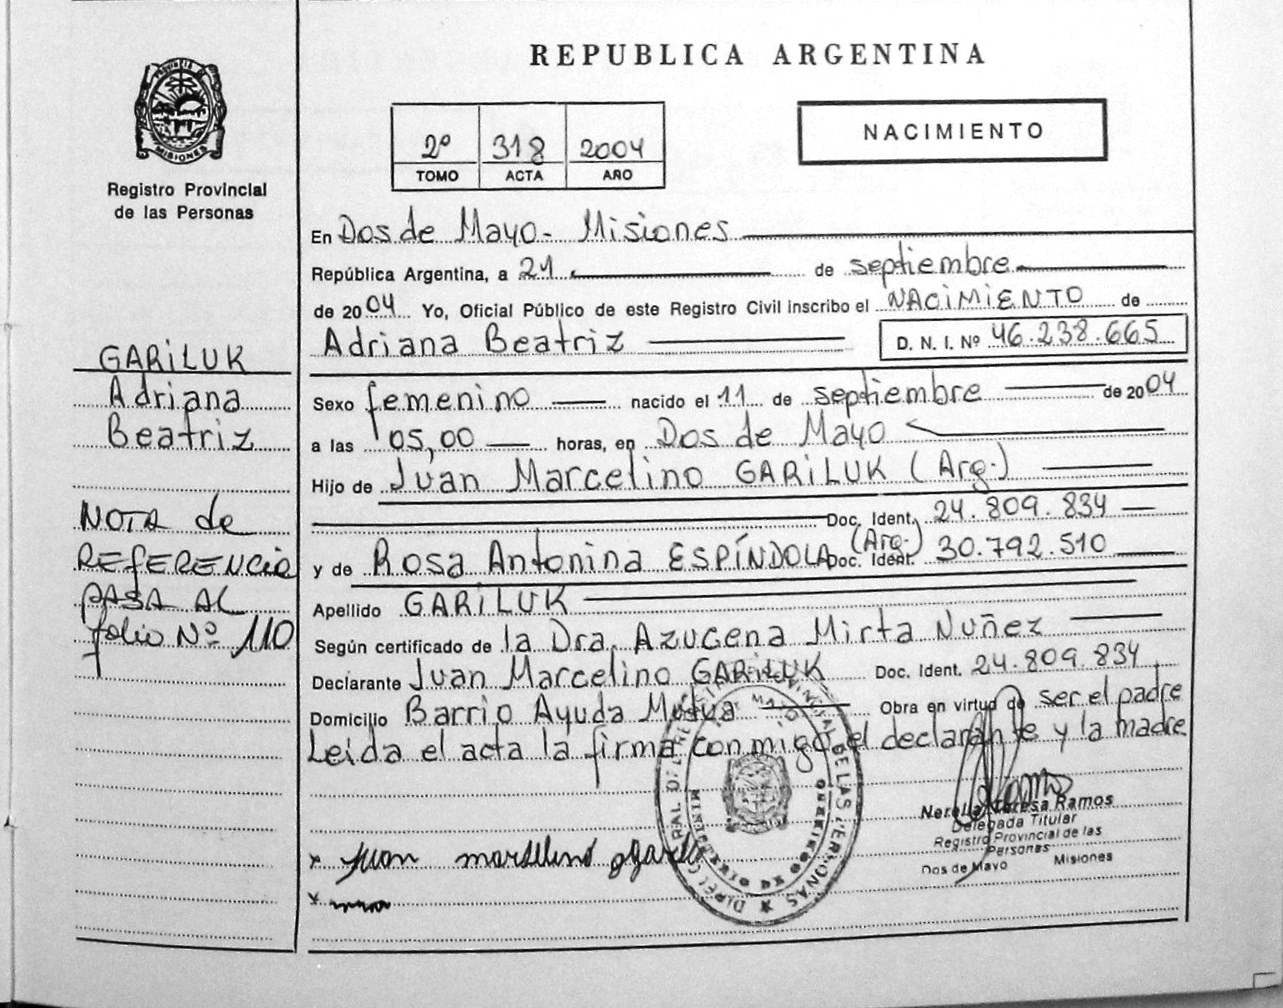 REPUBLICA ARGENTINA
PROVINCIA
MISIONES
Registro Provincial
de las Personas
2º 318 2004
TOMO ACTA AÑO
NACIMIENTO
En Dos de Mayo - Misiones
República Argentina, a 21 de septiembre
de 2004 Yo, Oficial Público de este Registro Civil inscribo el NACIMIENTO de
Adriana Beatriz D. N. I. Nº 46.238.665
Sexo femenino nacido el 11 de septiembre de 2004
a las 05,00 horas, en Dos de Mayo
Hijo de Juan Marcelino GARILUK (Arg.)
Doc. Ident. 24.809.834
y de Rosa Antonina ESPÍNDOLA (Arg.) Doc. Ident. 30.792.510
Apellido GARILUK
Según certificado de la Dra. Azucena Mirta Nuñez
Declarante Juan Marcelino GARILUK Doc. Ident. 24.809.834
Domicilio Barrio Ayuda Mutua Obra en virtud de ser el padre
Leida el acta la firma conmigo el declarante y la madre
GARILUK
Adriana
Beatriz
NOTA de
REFERENCIA
PASA AL
folio Nº 110
Nerella Teresa Ramos
Delegada Titular
Registro Provincial de las
Personas
Dos de Mayo Misiones
x Juan
x